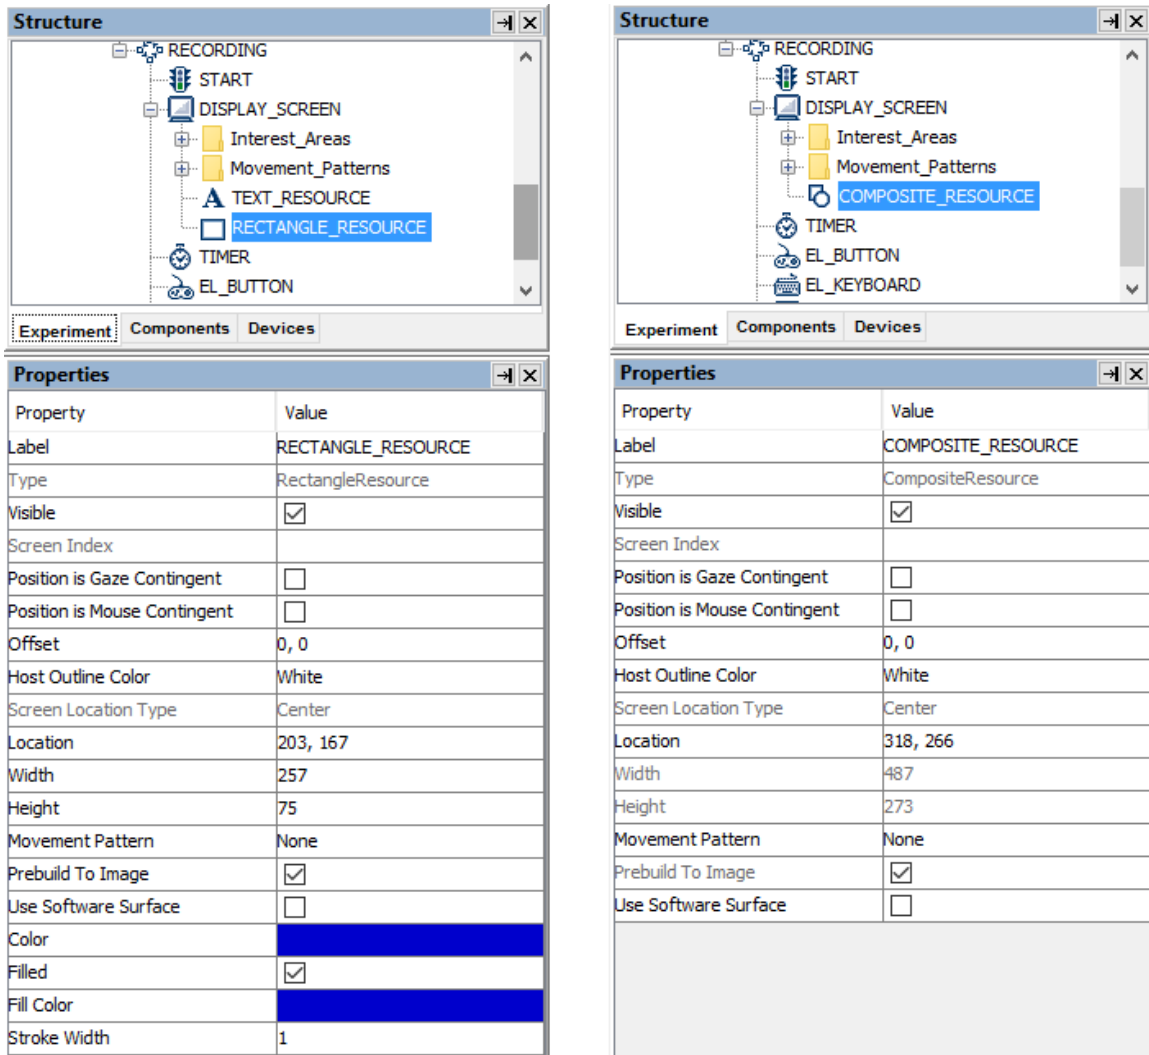 Structure
RECORDING
START
DISPLAY_SCREEN
Interest_Areas
Movement_Patterns
A TEXT_RESOURCE
RECTANGLE_RESOURCE
TIMER
EL_BUTTON
Experiment Components Devices
Properties
Property Value
Label RECTANGLE_RESOURCE
Type RectangleResource
Visible
Screen Index
Position is Gaze Contingent
Position is Mouse Contingent
Offset 0, 0
Host Outline Color White
Screen Location Type Center
Location 203, 167
Width 257
Height 75
Movement Pattern None
Prebuild To Image
Use Software Surface
Color
Filled
Fill Color
Stroke Width 1
Structure
RECORDING
START
DISPLAY_SCREEN
Interest_Areas
Movement_Patterns
COMPOSITE_RESOURCE
TIMER
EL_BUTTON
EL_KEYBOARD
Experiment Components Devices
Properties
Property Value
Label COMPOSITE_RESOURCE
Type CompositeResource
Visible
Screen Index
Position is Gaze Contingent
Position is Mouse Contingent
Offset 0, 0
Host Outline Color White
Screen Location Type Center
Location 318, 266
Width 487
Height 273
Movement Pattern None
Prebuild To Image
Use Software Surface